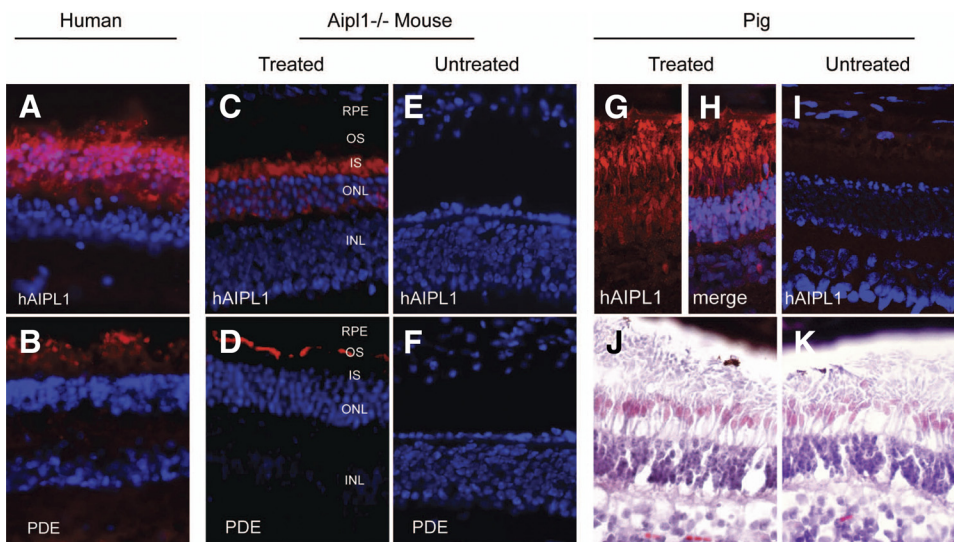 Human
Aipl1-/- Mouse
Pig
Treated
Untreated
Treated
Untreated
A
C
E
G
H
I
RPE
OS
IS
ONL
INL
hAIPL1
hAIPL1
hAIPL1
hAIPL1
merge
hAIPL1
B
D
F
J
K
RPE
OS
IS
ONL
INL
PDE
PDE
PDE